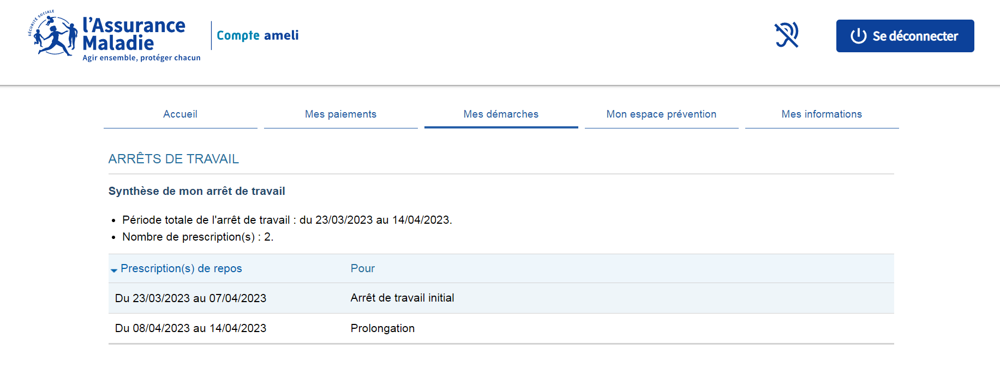 SÉCURITÉ SOCIALE
l'Assurance
Maladie
Agir ensemble, protéger chacun
Compte ameli
Se déconnecter
Accueil
Mes paiements
Mes démarches
Mon espace prévention
Mes informations
ARRÊTS DE TRAVAIL
Synthèse de mon arrêt de travail
• Période totale de l'arrêt de travail : du 23/03/2023 au 14/04/2023.
• Nombre de prescription(s) : 2.
Prescription(s) de repos Pour
Du 23/03/2023 au 07/04/2023 Arrêt de travail initial
Du 08/04/2023 au 14/04/2023 Prolongation